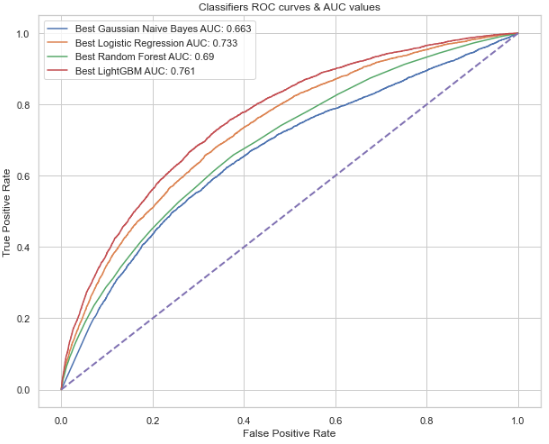 Classifiers ROC curves & AUC values
Best Gaussian Naive Bayes AUC: 0.663
Best Logistic Regression AUC: 0.733
Best Random Forest AUC: 0.69
Best LightGBM AUC: 0.761
True Positive Rate
1.0
0.8
0.6
0.4
0.2
0.0
0.0 0.2 0.4 0.6 0.8 1.0
False Positive Rate